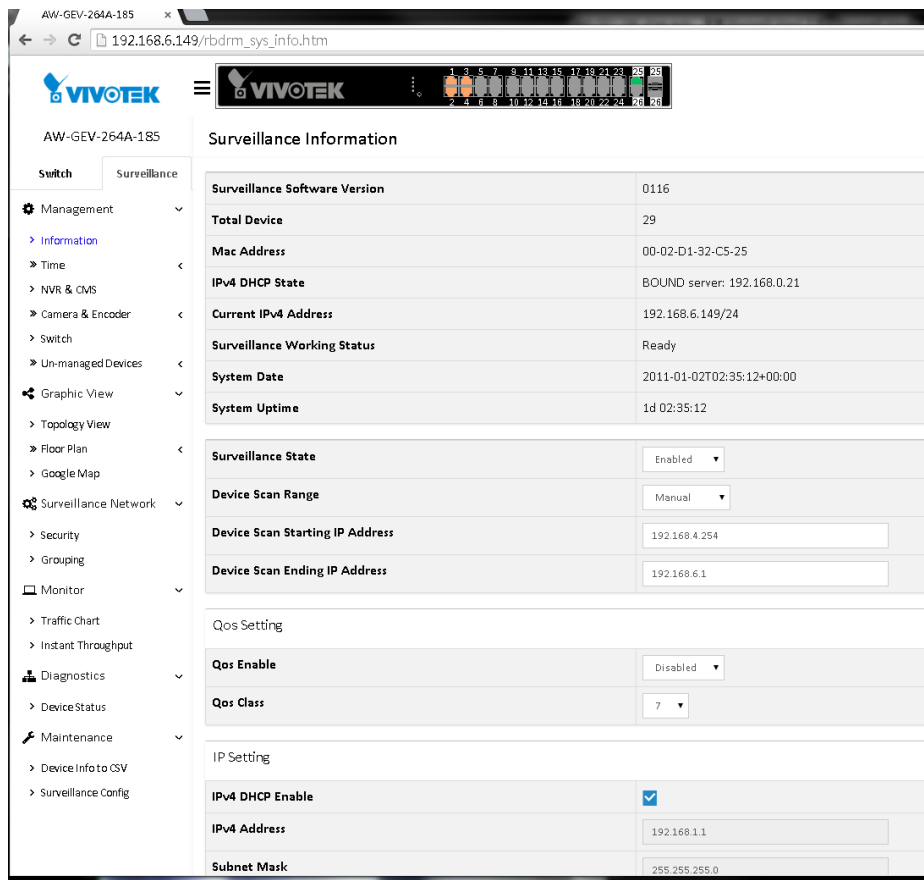 AW-GEV-264A-185 ×
192.168.6.149/rbdrm_sys_info.htm
VIVOTEK
VIVOTEK
1 3 5 7 9 11 13 15 17 19 21 23 25 25
2 4 6 8 10 12 14 16 18 20 22 24 26 26
AW-GEV-264A-185
Surveillance Information
Switch Surveillance
Management
Information
Time
NVR & CMS
Camera & Encoder
Switch
Un-managed Devices
Graphic View
Topology View
Floor Plan
Google Map
Surveillance Network
Security
Grouping
Monitor
Traffic Chart
Instant Throughput
Diagnostics
Device Status
Maintenance
Device Info to CSV
Surveillance Config
Surveillance Software Version 0116
Total Device 29
Mac Address 00-02-D1-32-C5-25
IPv4 DHCP State BOUND server: 192.168.0.21
Current IPv4 Address 192.168.6.149/24
Surveillance Working Status Ready
System Date 2011-01-02T02:35:12+00:00
System Uptime 1d 02:35:12
Surveillance State Enabled
Device Scan Range Manual
Device Scan Starting IP Address 192.168.4.254
Device Scan Ending IP Address 192.168.6.1
Qos Setting
Qos Enable Disabled
Qos Class 7
IP Setting
IPv4 DHCP Enable
IPv4 Address 192.168.1.1
Subnet Mask 255.255.255.0